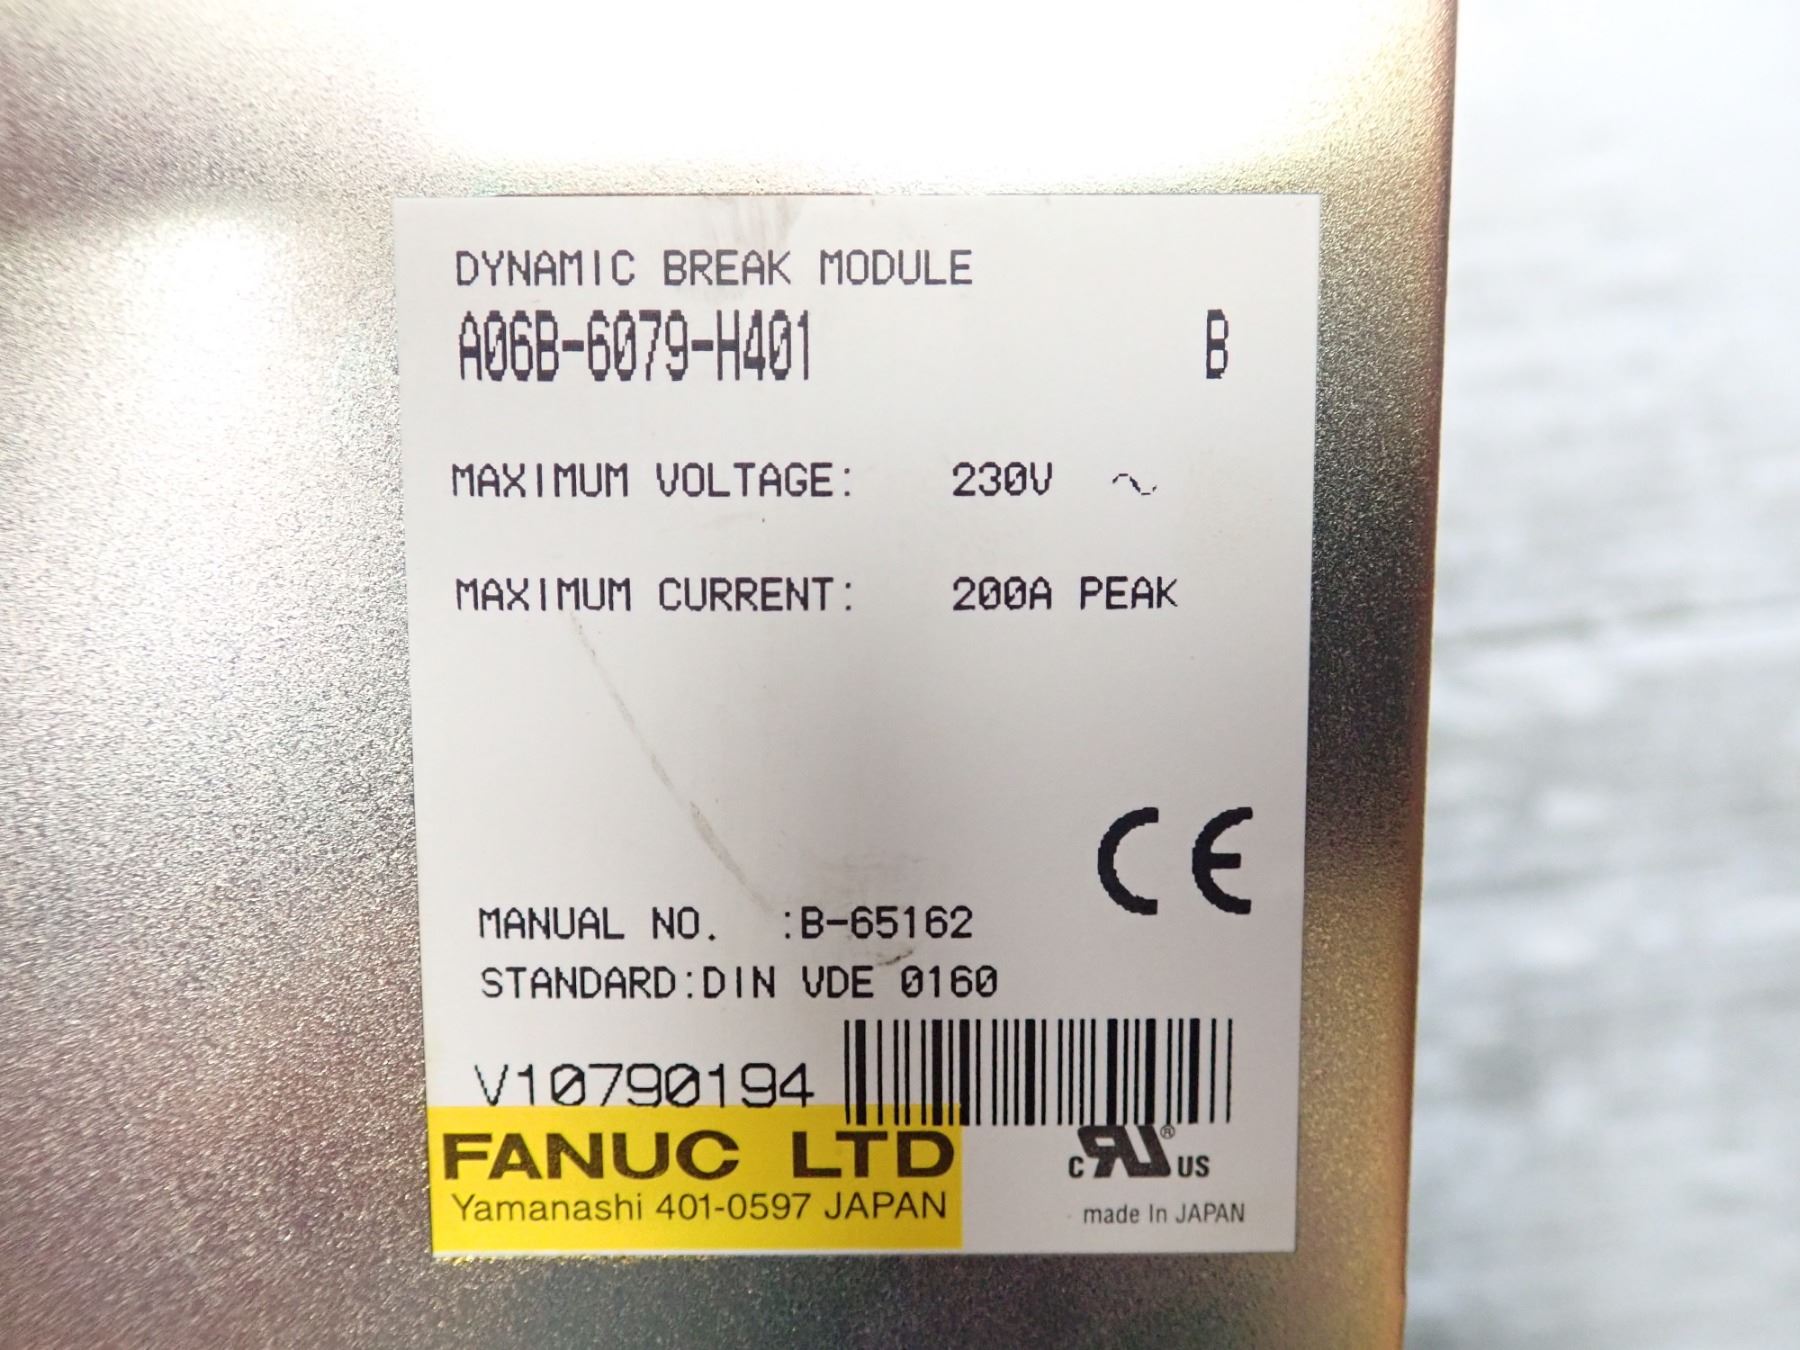 DYNAMIC BREAK MODULE
A06B-6079-H401 B
MAXIMUM VOLTAGE: 230V ~
MAXIMUM CURRENT: 200A PEAK
CE
MANUAL NO. :B-65162
STANDARD:DIN VDE 0160
V10790194
FANUC LTD
Yamanashi 401-0597 JAPAN
c RU ® US
made In JAPAN